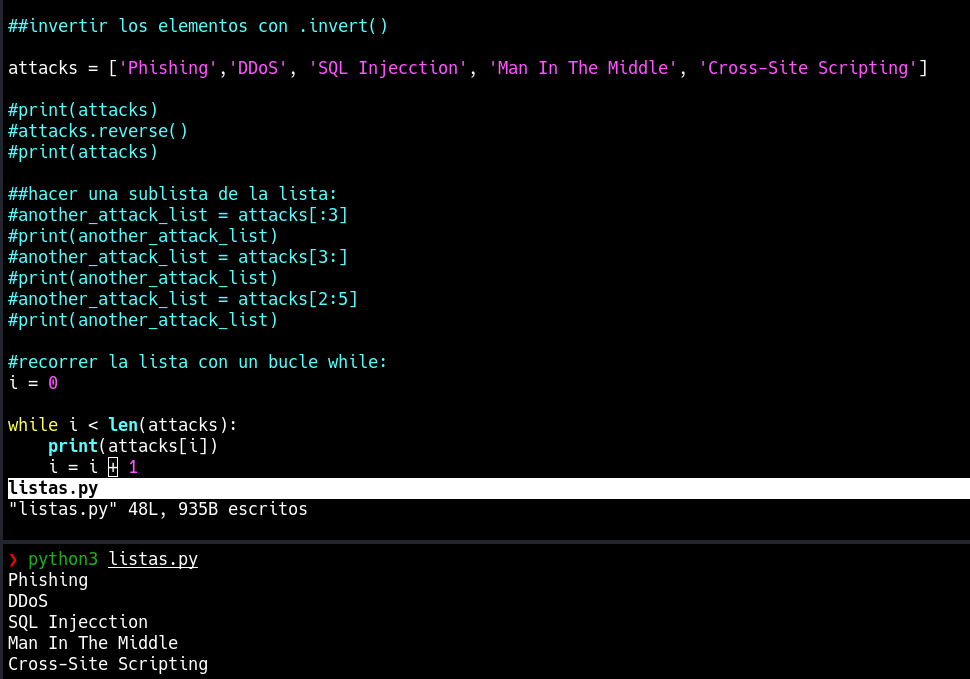 ##invertir los elementos con .invert()
attacks = ['Phishing','DDoS', 'SQL Injecction', 'Man In The Middle', 'Cross-Site Scripting']
#print(attacks)
#attacks.reverse()
#print(attacks)
##hacer una sublista de la lista:
#another_attack_list = attacks[:3]
#print(another_attack_list)
#another_attack_list = attacks[3:]
#print(another_attack_list)
#another_attack_list = attacks[2:5]
#print(another_attack_list)
#recorrer la lista con un bucle while:
i = 0
while i < len(attacks):
    print(attacks[i])
    i = i + 1
listas.py
"listas.py" 48L, 935B escritos
❯ python3 listas.py
Phishing
DDoS
SQL Injecction
Man In The Middle
Cross-Site Scripting